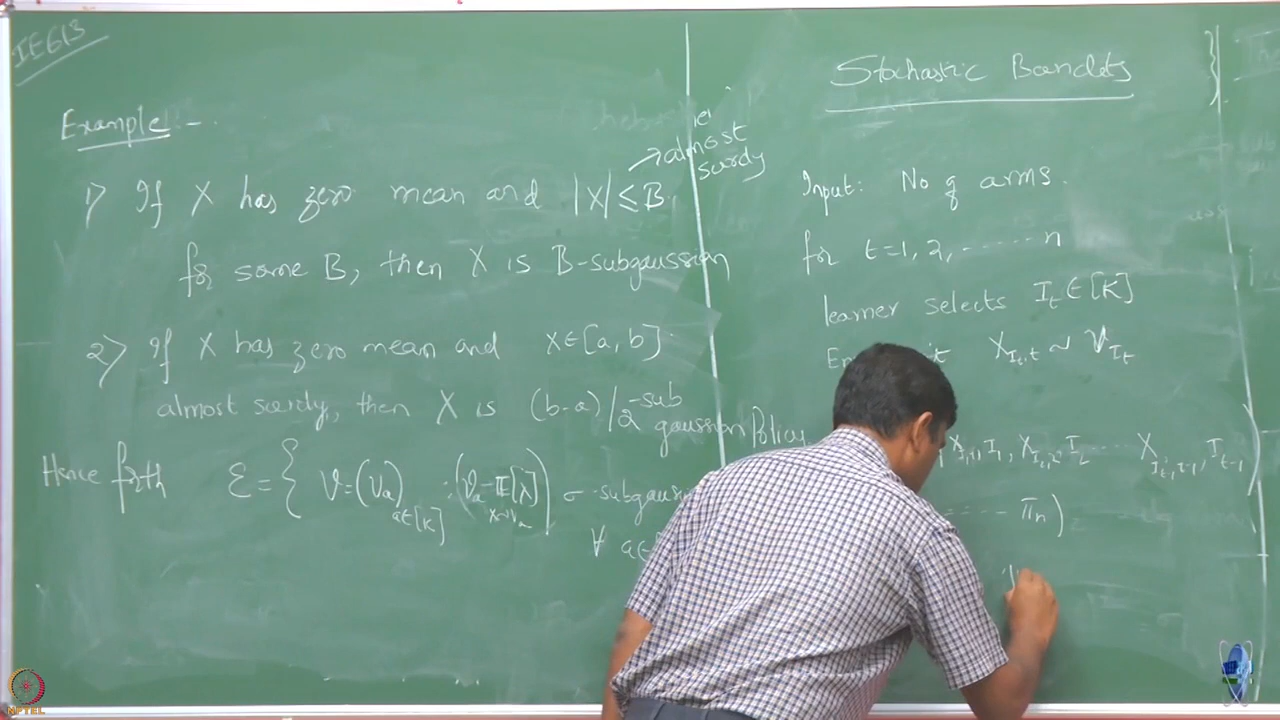 IE613
Example :-
i.e.
almost
surely
1) If X has zero mean and |X| ≤ B,
for some B, then X is B-subgaussian
2) If X has zero mean and x∈[a,b]
almost surely, then X is (b-a)/2 -sub
gaussian
Hence forth ℰ = { ν=(ν_a)_{a∈[K]} : (ν_a - 𝔼_{X∼ν_a}[X]) σ-subgaussian
∀ a∈
Stochastic Bandits
Input: No of arms.
for t=1,2,......n
learner selects I_t ∈ [K]
X_{I_t,t} ~ ν_{I_t}
Policy
X_{I_1,1}, I_1, X_{I_2,2}, I_2 ... X_{I_t,t-1}, I_{t-1}
.... π_n)
NPTEL